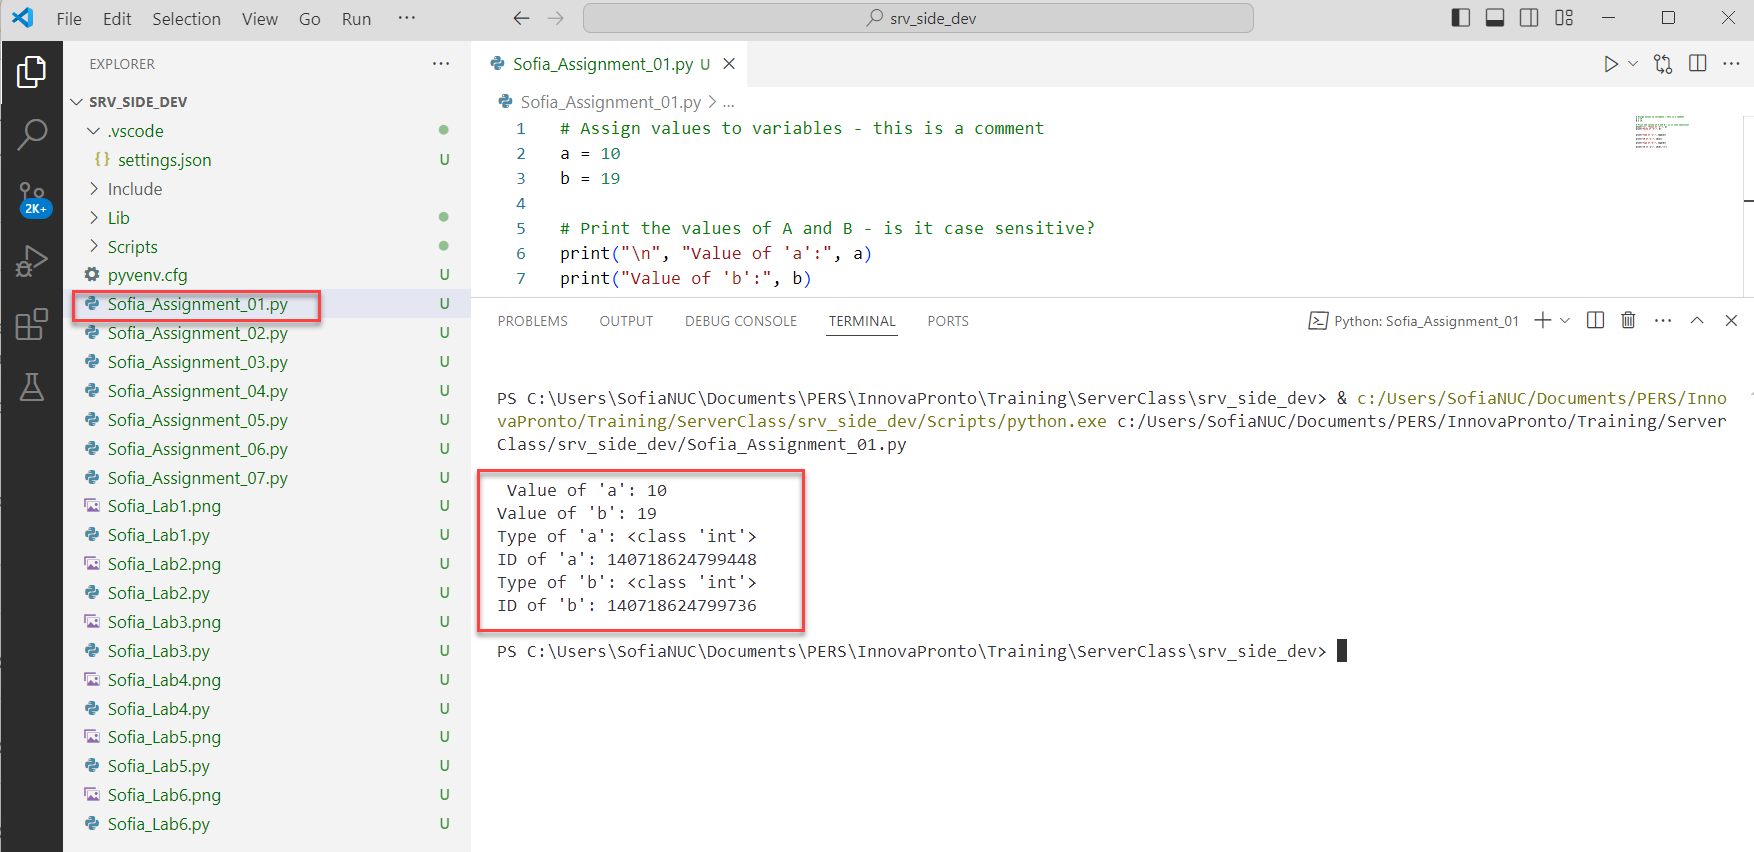 File Edit Selection View Go Run ··· srv_side_dev
EXPLORER ···
SRV_SIDE_DEV
.vscode
{} settings.json U
Include
Lib
Scripts
pyvenv.cfg U
Sofia_Assignment_01.py U
Sofia_Assignment_02.py U
Sofia_Assignment_03.py U
Sofia_Assignment_04.py U
Sofia_Assignment_05.py U
Sofia_Assignment_06.py U
Sofia_Assignment_07.py U
Sofia_Lab1.png U
Sofia_Lab1.py U
Sofia_Lab2.png U
Sofia_Lab2.py U
Sofia_Lab3.png U
Sofia_Lab3.py U
Sofia_Lab4.png U
Sofia_Lab4.py U
Sofia_Lab5.png U
Sofia_Lab5.py U
Sofia_Lab6.png U
Sofia_Lab6.py U
2K+
Sofia_Assignment_01.py U
Sofia_Assignment_01.py > ...
1 # Assign values to variables - this is a comment
2 a = 10
3 b = 19
4
5 # Print the values of A and B - is it case sensitive?
6 print("\n", "Value of 'a':", a)
7 print("Value of 'b':", b)
PROBLEMS OUTPUT DEBUG CONSOLE TERMINAL PORTS Python: Sofia_Assignment_01
PS C:\Users\SofiaNUC\Documents\PERS\InnovaPronto\Training\ServerClass\srv_side_dev> & c:/Users/SofiaNUC/Documents/PERS/Inno
vaPronto/Training/ServerClass/srv_side_dev/Scripts/python.exe c:/Users/SofiaNUC/Documents/PERS/InnovaPronto/Training/Server
Class/srv_side_dev/Sofia_Assignment_01.py
Value of 'a': 10
Value of 'b': 19
Type of 'a': <class 'int'>
ID of 'a': 140718624799448
Type of 'b': <class 'int'>
ID of 'b': 140718624799736
PS C:\Users\SofiaNUC\Documents\PERS\InnovaPronto\Training\ServerClass\srv_side_dev>